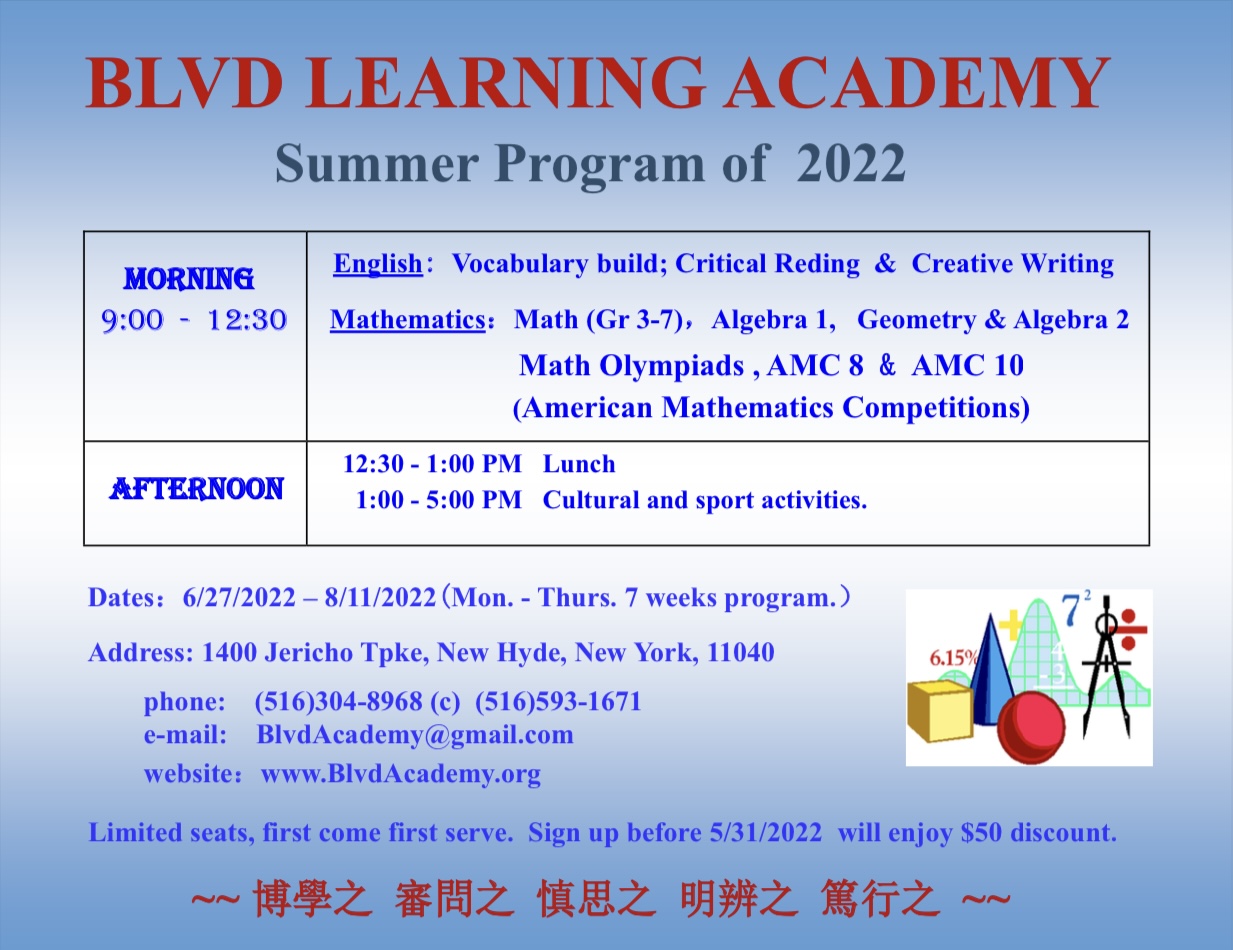 BLVD LEARNING ACADEMY
Summer Program of 2022
MORNING
9:00 - 12:30
English: Vocabulary build; Critical Reding & Creative Writing
Mathematics: Math (Gr 3-7), Algebra 1, Geometry & Algebra 2
Math Olympiads , AMC 8 & AMC 10
(American Mathematics Competitions)
AFTERNOON
12:30 - 1:00 PM Lunch
1:00 - 5:00 PM Cultural and sport activities.
Dates: 6/27/2022 – 8/11/2022(Mon. - Thurs. 7 weeks program.)
Address: 1400 Jericho Tpke, New Hyde, New York, 11040
phone: (516)304-8968 (c) (516)593-1671
e-mail: BlvdAcademy@gmail.com
website: www.BlvdAcademy.org
7²
+
÷
6.15%
4
- 3
Limited seats, first come first serve. Sign up before 5/31/2022 will enjoy $50 discount.
~~ 博學之 審問之 慎思之 明辨之 篤行之 ~~